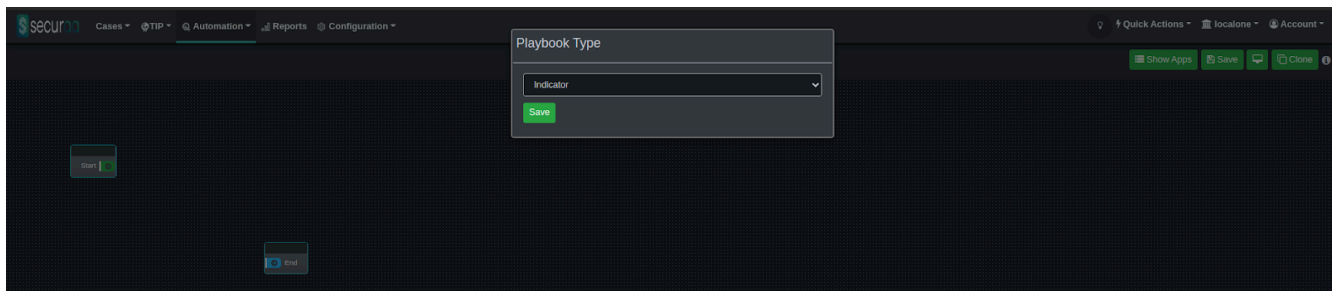 securnn Cases TIP Automation Reports Configuration Quick Actions localone Account
Playbook Type
Show Apps Save Clone
Indicator
Save
Start
End